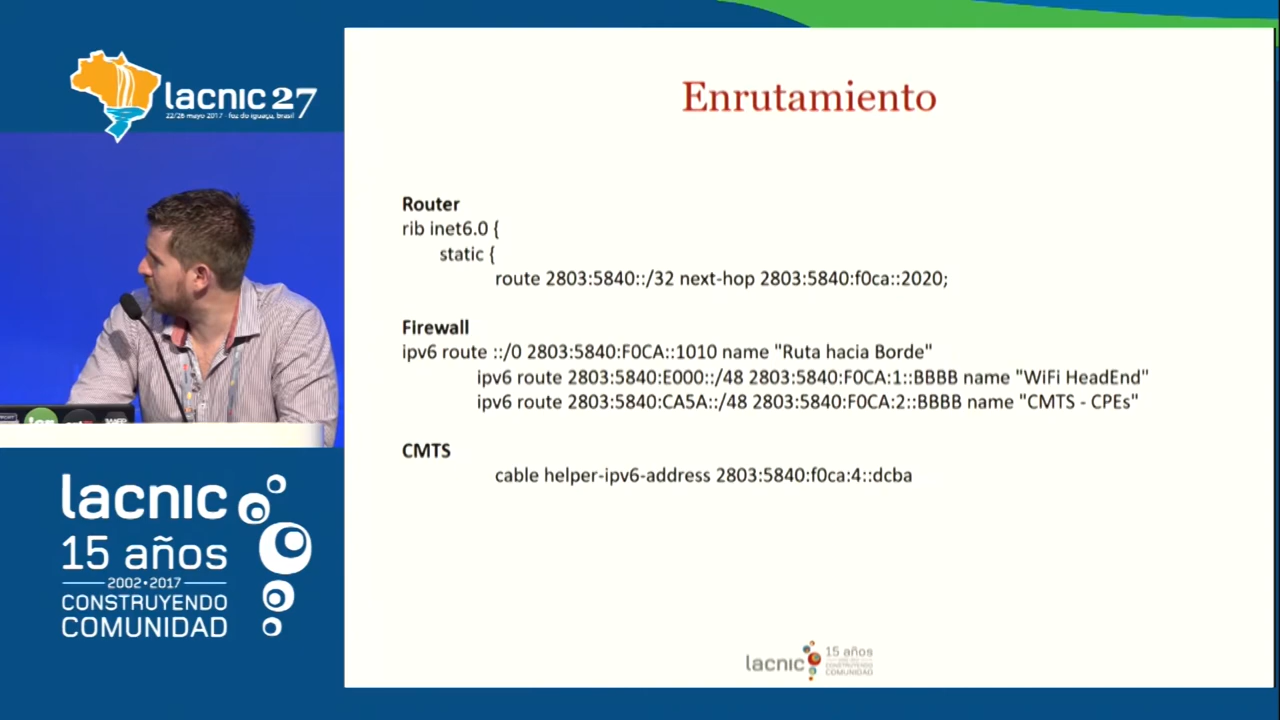 lacnic 27
22/26 mayo 2017 - foz do iguaçu, brasil
Enrutamiento
Router
rib inet6.0 {
static {
route 2803:5840::/32 next-hop 2803:5840:f0ca::2020;
Firewall
ipv6 route ::/0 2803:5840:F0CA::1010 name "Ruta hacia Borde"
ipv6 route 2803:5840:E000::/48 2803:5840:F0CA:1::BBBB name "WiFi HeadEnd"
ipv6 route 2803:5840:CA5A::/48 2803:5840:F0CA:2::BBBB name "CMTS - CPEs"
CMTS
cable helper-ipv6-address 2803:5840:f0ca:4::dcba
lacnic
15 años
2002•2017
CONSTRUYENDO
COMUNIDAD
lacnic
15 años
CONSTRUYENDO
COMUNIDAD